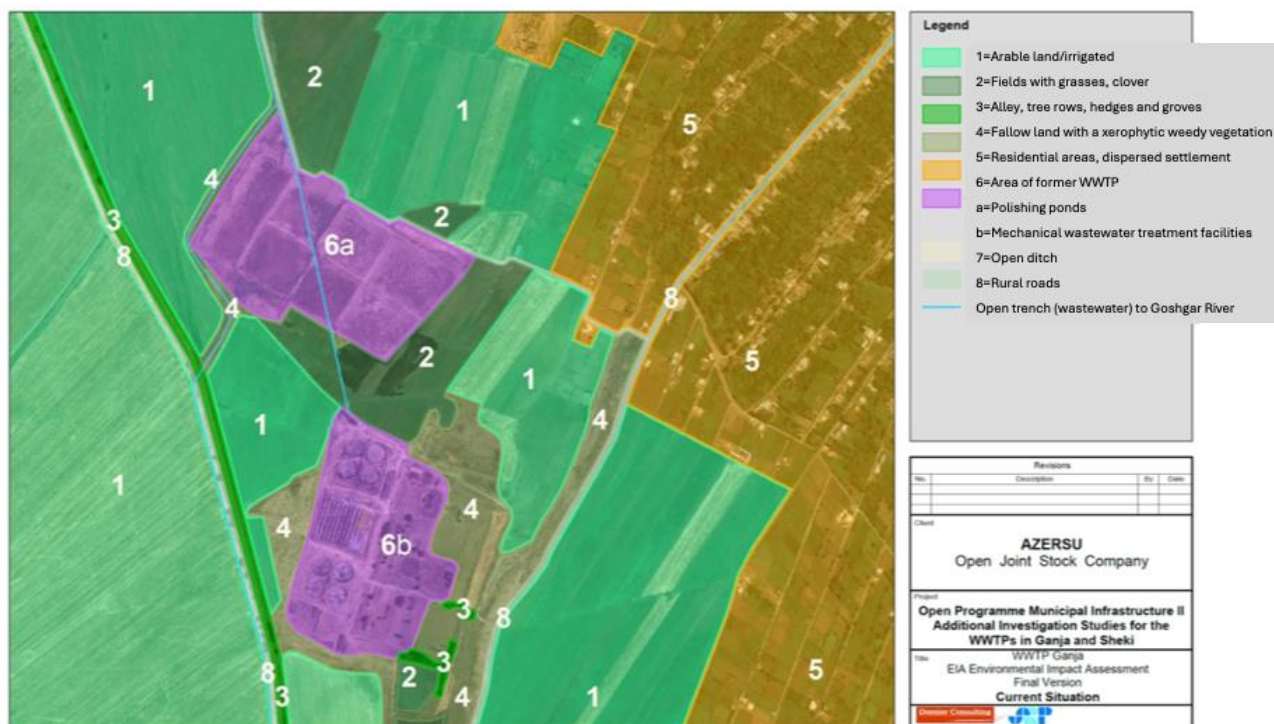 1
2
1
5
4
3
8
6a
2
4
8
2
1
5
4
1
1
4
4
6b
3
8
3
2
4
8
3
1
5
Legend
1=Arable land/irrigated
2=Fields with grasses, clover
3=Alley, tree rows, hedges and groves
4=Fallow land with a xerophytic weedy vegetation
5=Residential areas, dispersed settlement
6=Area of former WWTP
a=Polishing ponds
b=Mechanical wastewater treatment facilities
7=Open ditch
8=Rural roads
Open trench (wastewater) to Goshgar River
Revisions
No. Description By Date
Client
AZERSU
Open Joint Stock Company
Project
Open Programme Municipal Infrastructure II
Additional Investigation Studies for the
WWTPs in Ganja and Sheki
Title
WWTP Ganja
EIA Environmental Impact Assessment
Final Version
Current Situation
Dornier Consulting